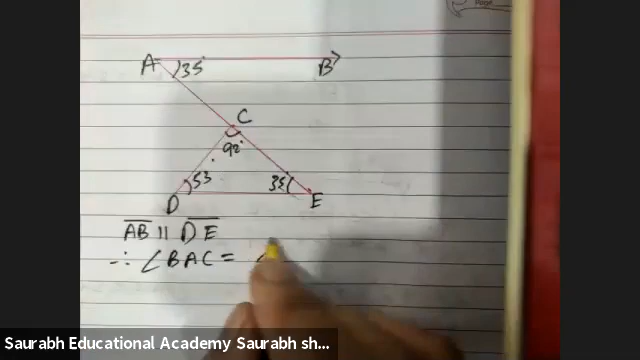 A 35° B
C
92°
53 35
D E
AB || DE
∴ ∠BAC =
Saurabh Educational Academy Saurabh sh...